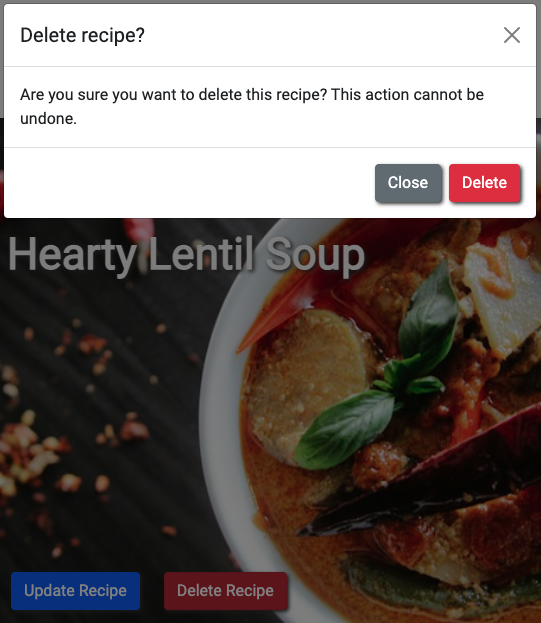 Delete recipe?
Are you sure you want to delete this recipe? This action cannot be
undone.
Close Delete
Hearty Lentil Soup
Update Recipe Delete Recipe